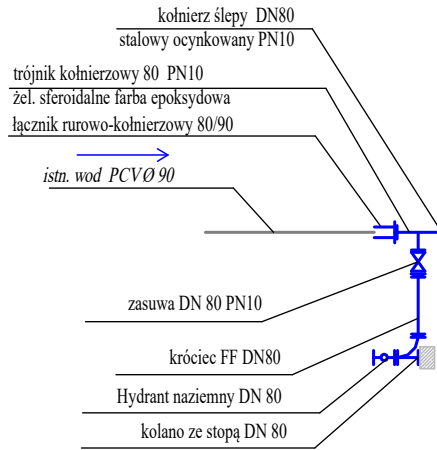 kołnierz ślepy DN80
stalowy ocynkowany PN10
trójnik kołnierzowy 80 PN10
żel. sferoidalne farba epoksydowa
łącznik rurowo-kołnierzowy 80/90
istn. wod PCVØ 90
zasuwa DN 80 PN10
króciec FF DN80
Hydrant naziemny DN 80
kolano ze stopą DN 80